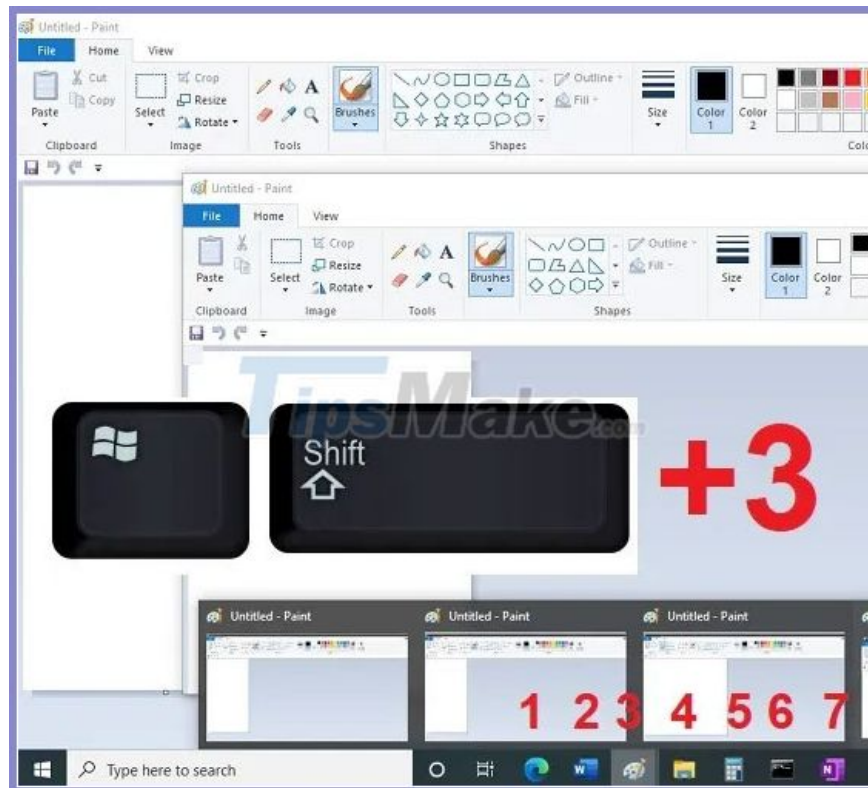 Untitled - Paint
File Home View
Cut
Crop
Copy
Resize
Outline
Paste
Select
Rotate
Brushes
Fill
Size
Color 1
Color 2
Clipboard
Image
Tools
Shapes
Untitled - Paint
File Home View
Crop
Resize
Outline
Paste
Select
Rotate
Brushes
Fill
Size
Color 1
Color 2
Clipboard
Image
Tools
Shapes
TipsMake.com
Shift
+3
Untitled - Paint
Untitled - Paint
Untitled - Paint
1 2 3 4 5 6 7
Type here to search